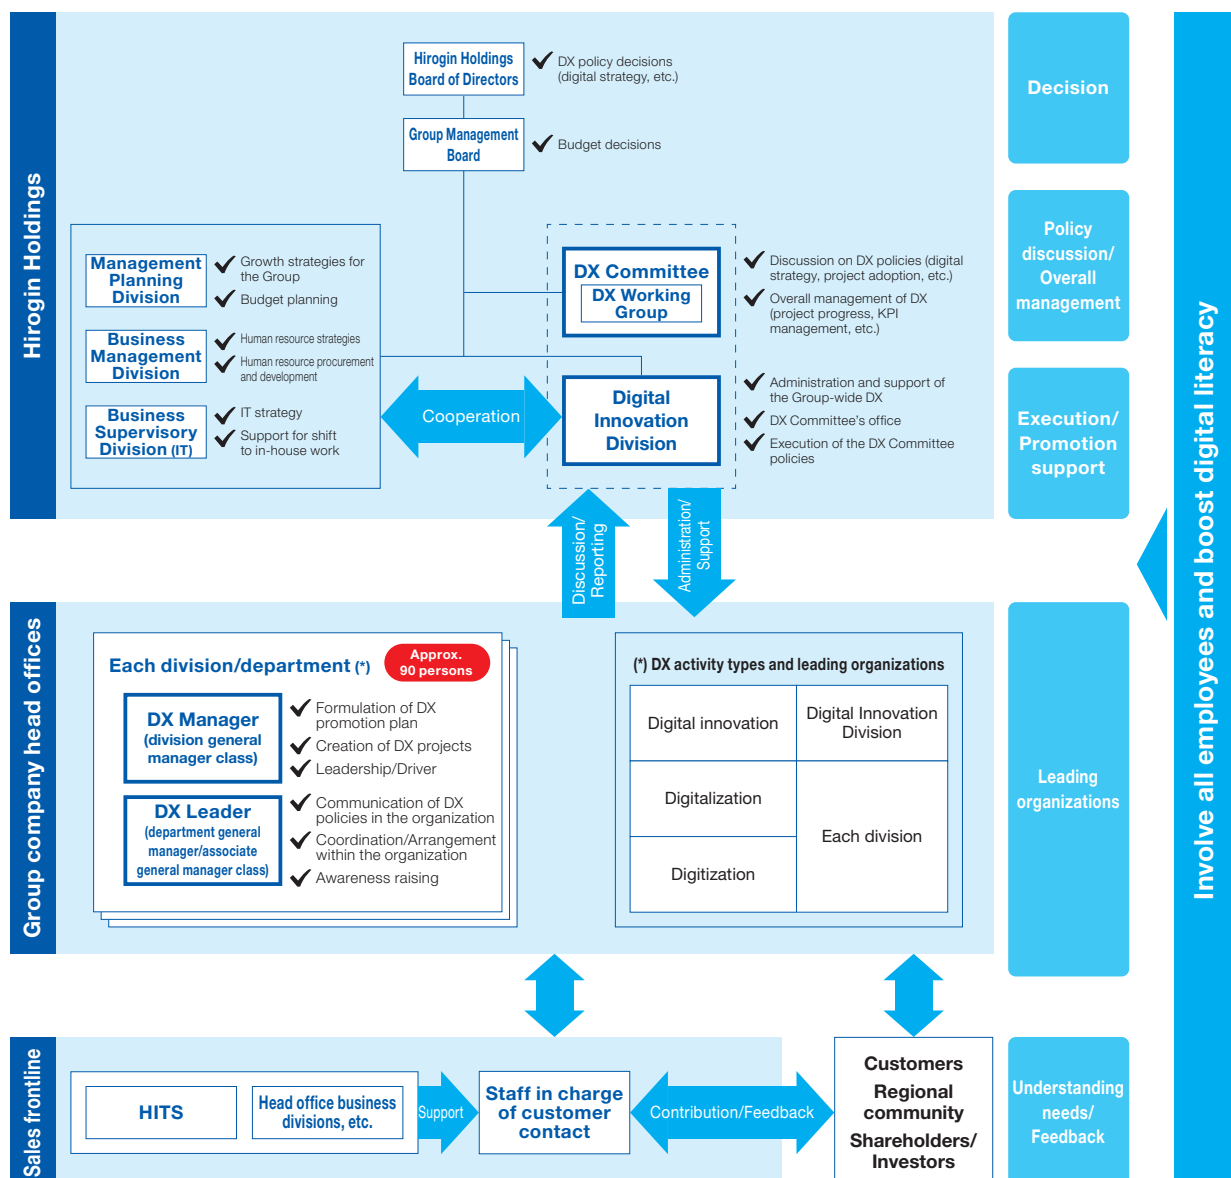 Hirogin Holdings
Hirogin Holdings
Board of Directors
DX policy decisions
(digital strategy, etc.)
Group Management
Board
Budget decisions
Decision
Management
Planning
Division
Growth strategies for
the Group
Budget planning
Business
Management
Division
Human resource strategies
Human resource procurement
and development
Business
Supervisory
Division (IT)
IT strategy
Support for shift
to in-house work
Cooperation
DX Committee
DX Working
Group
Discussion on DX policies (digital
strategy, project adoption, etc.)
Overall management of DX
(project progress, KPI
management, etc.)
Policy
discussion/
Overall
management
Digital
Innovation
Division
Administration and support of
the Group-wide DX
DX Committee's office
Execution of the DX Committee
policies
Execution/
Promotion
support
Discussion/
Reporting
Administration/
Support
Group company head offices
Each division/department (*)
Approx.
90 persons
DX Manager
(division general
manager class)
Formulation of DX
promotion plan
Creation of DX projects
Leadership/Driver
DX Leader
(department general
manager/associate
general manager class)
Communication of DX
policies in the organization
Coordination/Arrangement
within the organization
Awareness raising
(*) DX activity types and leading organizations
Digital innovation
Digital Innovation
Division
Digitalization
Each division
Digitization
Leading
organizations
Sales frontline
HITS
Head office business
divisions, etc.
Support
Staff in charge
of customer
contact
Contribution/Feedback
Customers
Regional
community
Shareholders/
Investors
Understanding
needs/
Feedback
Involve all employees and boost digital literacy